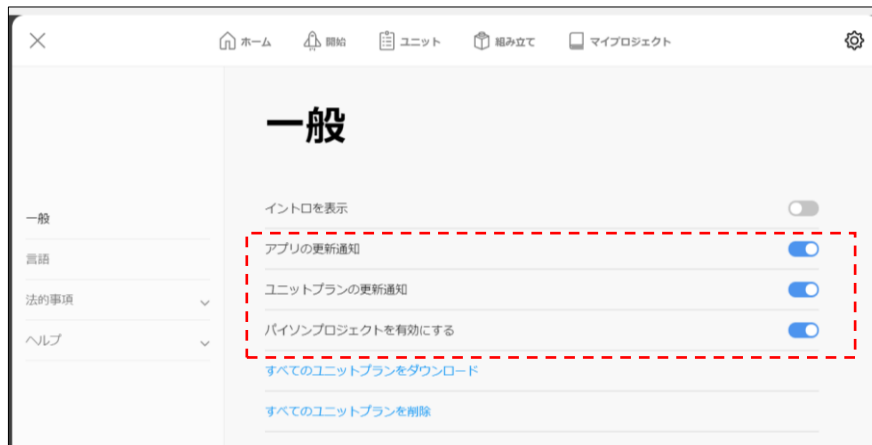 ホーム 開始 ユニット 組み立て マイプロジェクト
一般
一般
言語
法的事項
ヘルプ
イントロを表示
アプリの更新通知
ユニットプランの更新通知
パイソンプロジェクトを有効にする
すべてのユニットプランをダウンロード
すべてのユニットプランを削除